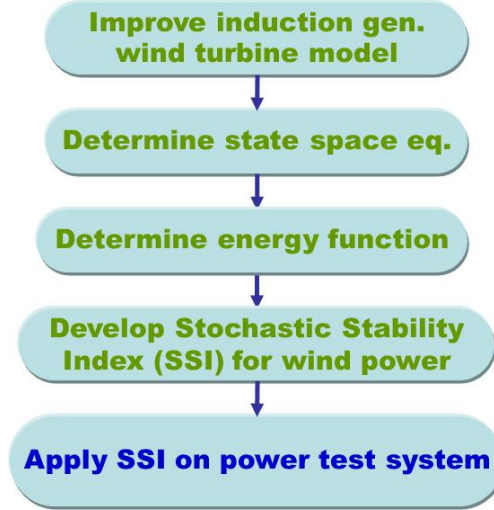 Improve induction gen.
wind turbine model
Determine state space eq.
Determine energy function
Develop Stochastic Stability
Index (SSI) for wind power
Apply SSI on power test system